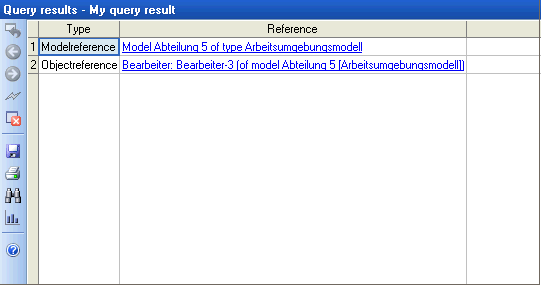 Query results - My query result
Type Reference
1 Modelreference Model Abteilung 5 of type Arbeitsumgebungsmodell
2 Objectreference Bearbeiter: Bearbeiter-3 (of model Abteilung 5 [Arbeitsumgebungsmodell])